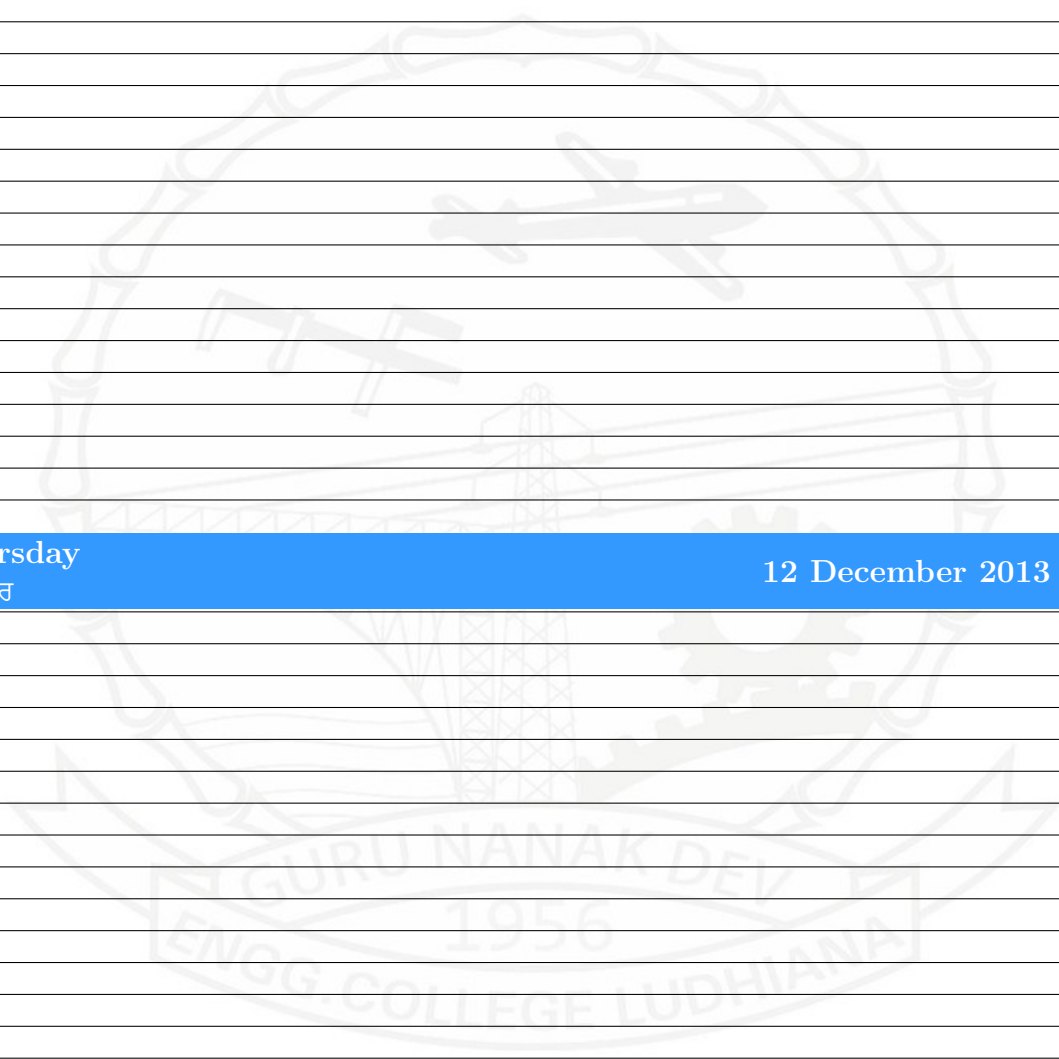 rsday
ਰ
12 December 2013
GURU NANAK DEV
1956
ENGG.COLLEGE LUDHIANA